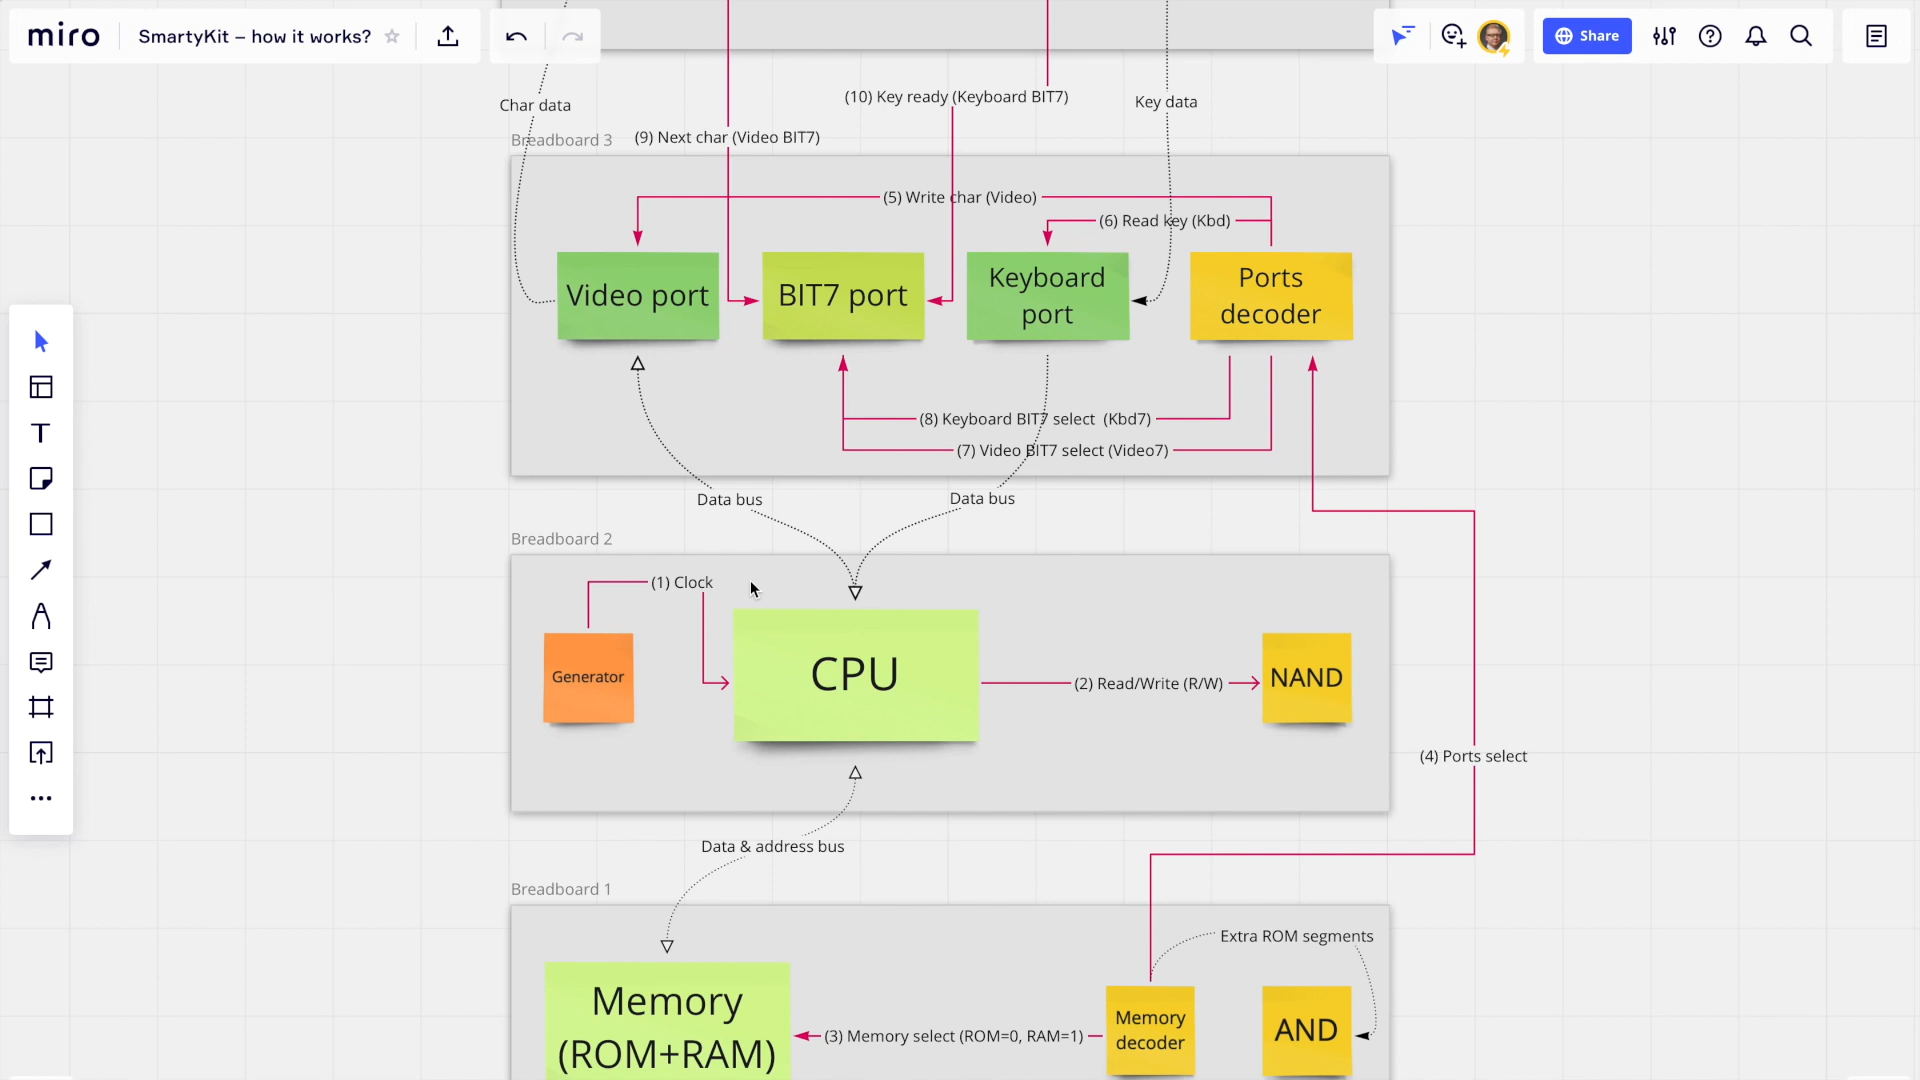 miro
SmartyKit – how it works?
Share
Char data
(10) Key ready (Keyboard BIT7)
Key data
Breadboard 3
(9) Next char (Video BIT7)
(5) Write char (Video)
(6) Read key (Kbd)
Video port
BIT7 port
Keyboard
port
Ports
decoder
(8) Keyboard BIT7 select (Kbd7)
(7) Video BIT7 select (Video7)
Data bus
Data bus
Breadboard 2
(1) Clock
Generator
CPU
(2) Read/Write (R/W)
NAND
(4) Ports select
Data & address bus
Breadboard 1
Extra ROM segments
Memory
(ROM+RAM)
(3) Memory select (ROM=0, RAM=1)
Memory
decoder
AND